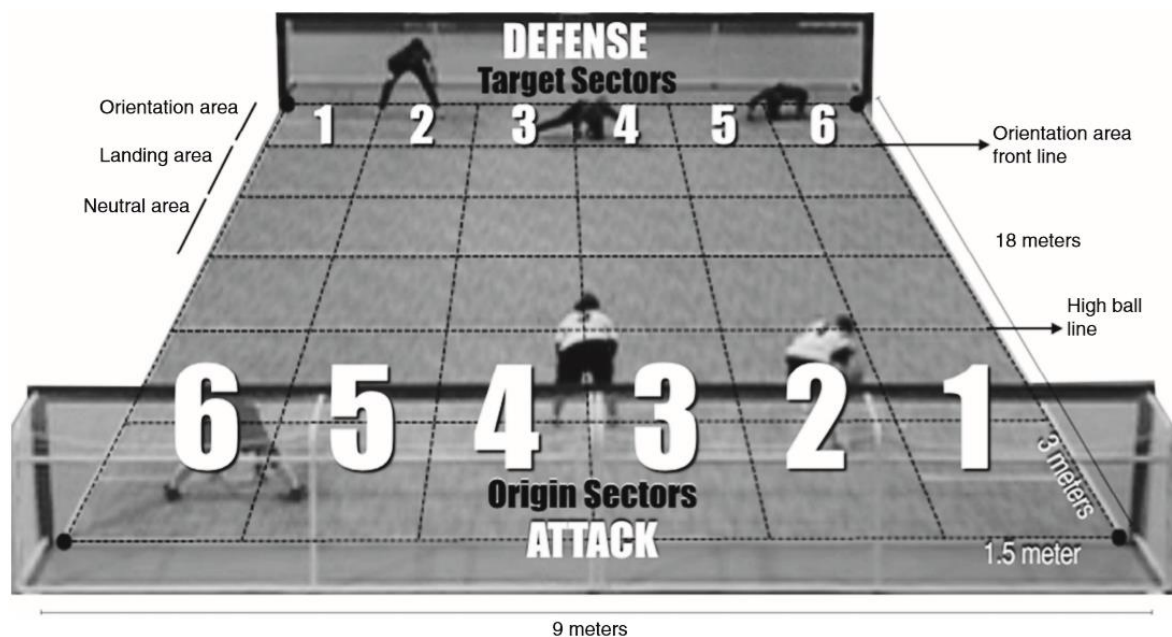 DEFENSE
Target Sectors
Orientation area
1 2 3 4 5 6
Orientation area
front line
Landing area
Neutral area
18 meters
High ball
line
6 5 4 3 2 1
3 meters
Origin Sectors
ATTACK
1.5 meter
9 meters